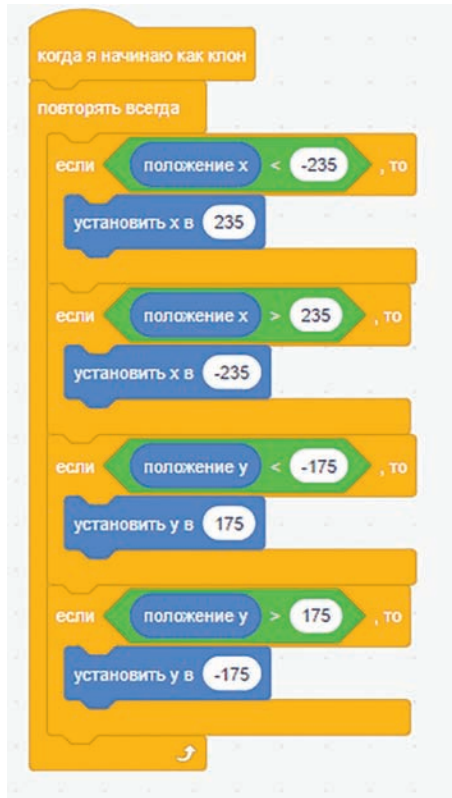 когда я начинаю как клон
повторять всегда
если положение x < -235 , то
установить x в 235
если положение x > 235 , то
установить x в -235
если положение y < -175 , то
установить y в 175
если положение y > 175 , то
установить y в -175